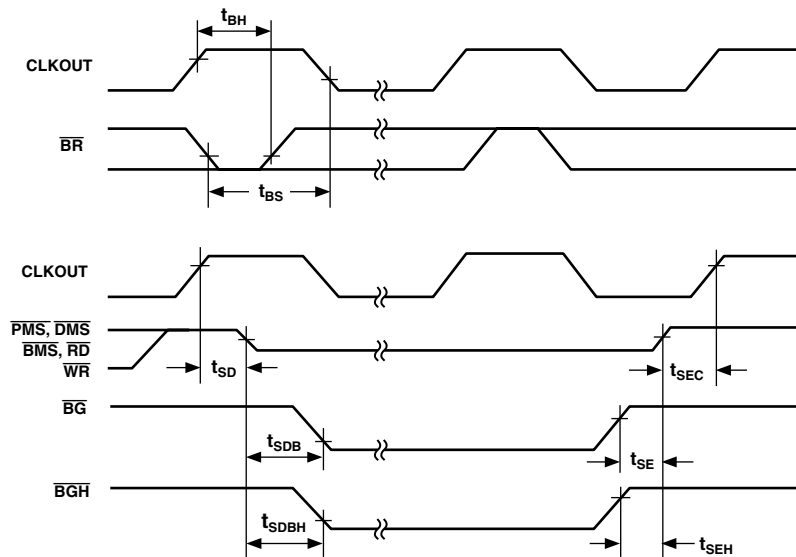 tBH
CLKOUT
BR
tBS
CLKOUT
PMS, DMS
BMS, RD
WR
tSD
tSEC
BG
tSDB
tSE
BGH
tSDBH
tSEH